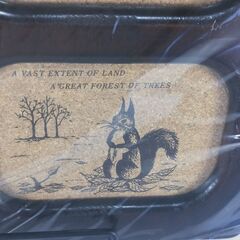 A VAST EXTENT OF LAND
A GREAT FOREST OF TREES